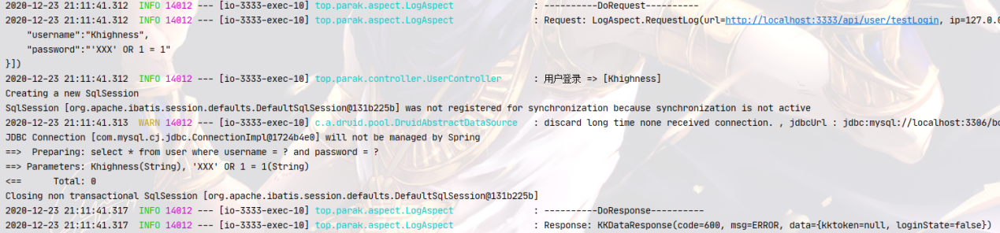 2020-12-23 21:11:41.312  INFO 14012 --- [io-3333-exec-10] top.parak.aspect.LogAspect               : ----------DoRequest----------
2020-12-23 21:11:41.312  INFO 14012 --- [io-3333-exec-10] top.parak.aspect.LogAspect               : Request: LogAspect.RequestLog(url=http://localhost:3333/api/user/testLogin, ip=127.0.0
    "username":"Khighness",
    "password":"'XXX' OR 1 = 1"
}])
2020-12-23 21:11:41.312  INFO 14012 --- [io-3333-exec-10] top.parak.controller.UserController      : 用户登录 => [Khighness]
Creating a new SqlSession
SqlSession [org.apache.ibatis.session.defaults.DefaultSqlSession@131b225b] was not registered for synchronization because synchronization is not active
2020-12-23 21:11:41.313  WARN 14012 --- [io-3333-exec-10] c.a.druid.pool.DruidAbstractDataSource   : discard long time none received connection. , jdbcUrl : jdbc:mysql://localhost:3306/bo
JDBC Connection [com.mysql.cj.jdbc.ConnectionImpl@1724b4e0] will not be managed by Spring
==>  Preparing: select * from user where username = ? and password = ?
==> Parameters: Khighness(String), 'XXX' OR 1 = 1(String)
<==      Total: 0
Closing non transactional SqlSession [org.apache.ibatis.session.defaults.DefaultSqlSession@131b225b]
2020-12-23 21:11:41.317  INFO 14012 --- [io-3333-exec-10] top.parak.aspect.LogAspect               : ----------DoResponse----------
2020-12-23 21:11:41.317  INFO 14012 --- [io-3333-exec-10] top.parak.aspect.LogAspect               : Response: KKDataResponse(code=600, msg=ERROR, data={kktoken=null, loginState=false})